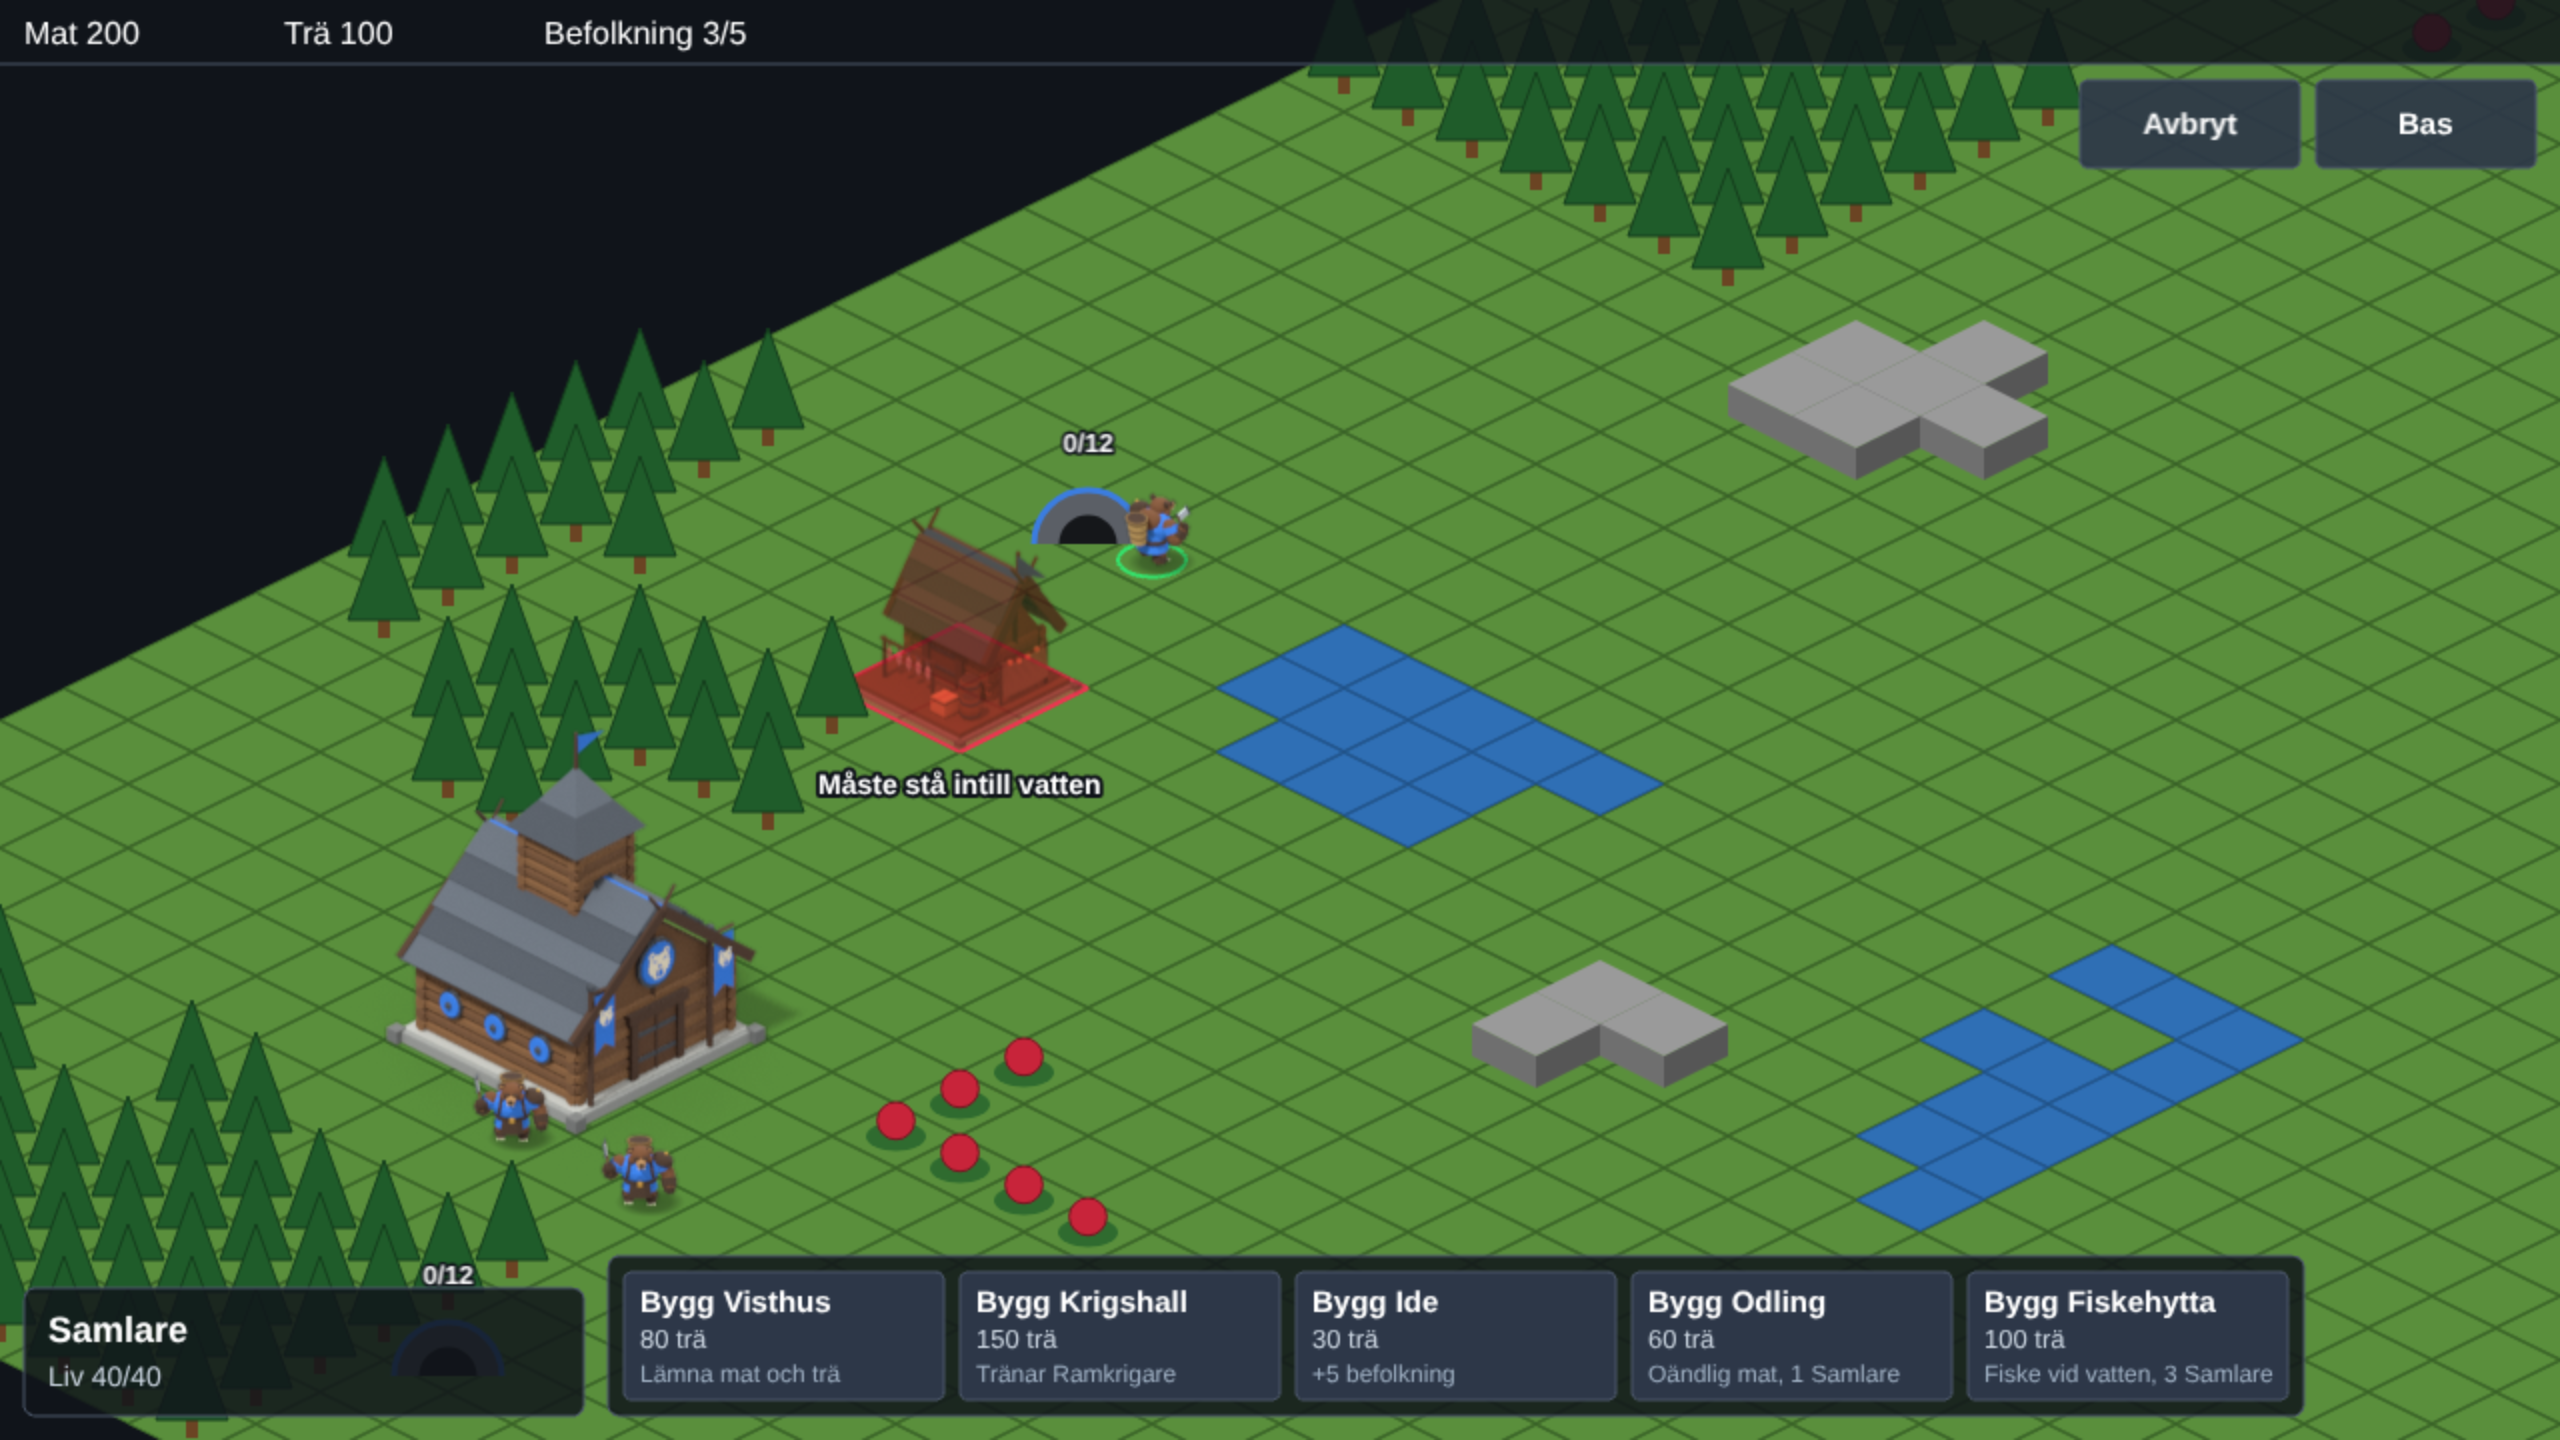 Mat 200
Trä 100
Befolkning 3/5
Avbryt
Bas
0/12
Måste stå intill vatten
0/12
Samlare
Liv 40/40
Bygg Visthus
80 trä
Lämna mat och trä
Bygg Krigshall
150 trä
Tränar Ramkrigare
Bygg Ide
30 trä
+5 befolkning
Bygg Odling
60 trä
Oändlig mat, 1 Samlare
Bygg Fiskehytta
100 trä
Fiske vid vatten, 3 Samlare